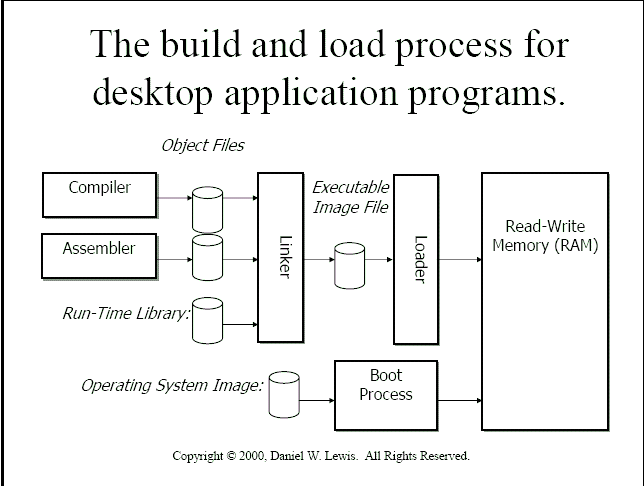 The build and load process for
desktop application programs.
Object Files
Compiler
Executable
Image File
Read-Write
Memory (RAM)
Assembler
Linker
Loader
Run-Time Library:
Operating System Image:
Boot
Process
Copyright © 2000, Daniel W. Lewis. All Rights Reserved.